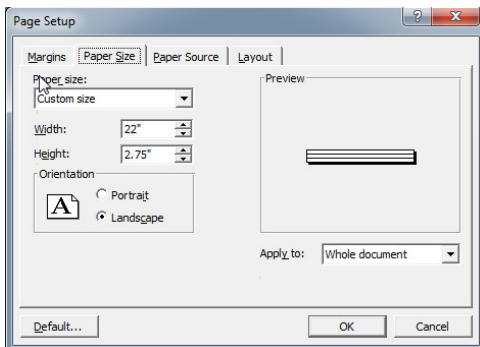 Page Setup
Margins Paper Size Paper Source Layout
Paper size:
Custom size
Width: 22"
Height: 2.75"
Orientation
A
Portrait
Landscape
Preview
Apply to: Whole document
Default... OK Cancel